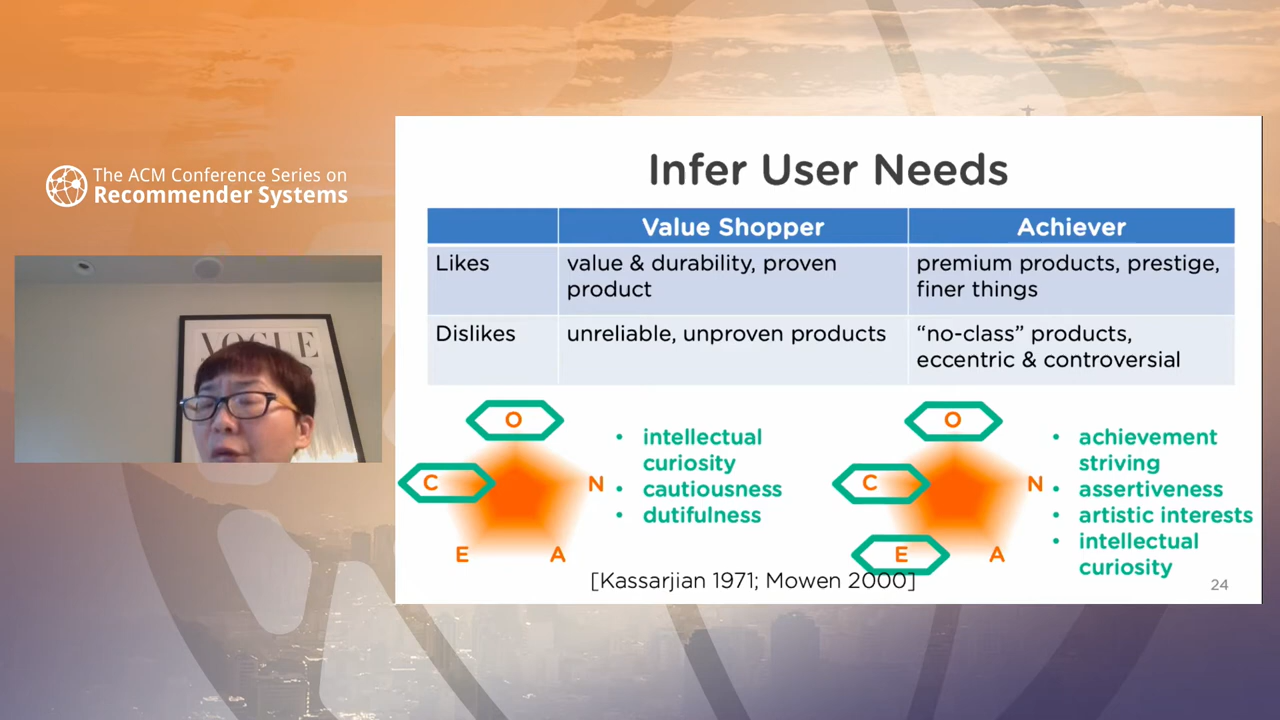 The ACM Conference Series on
Recommender Systems
VOGUE
Infer User Needs
Value Shopper
Achiever
Likes
value & durability, proven
product
premium products, prestige,
finer things
Dislikes
unreliable, unproven products
“no-class” products,
eccentric & controversial
O
C
N
E
A
• intellectual
curiosity
• cautiousness
• dutifulness
O
C
N
E
A
• achievement
striving
• assertiveness
• artistic interests
• intellectual
curiosity
[Kassarjian 1971; Mowen 2000]
24